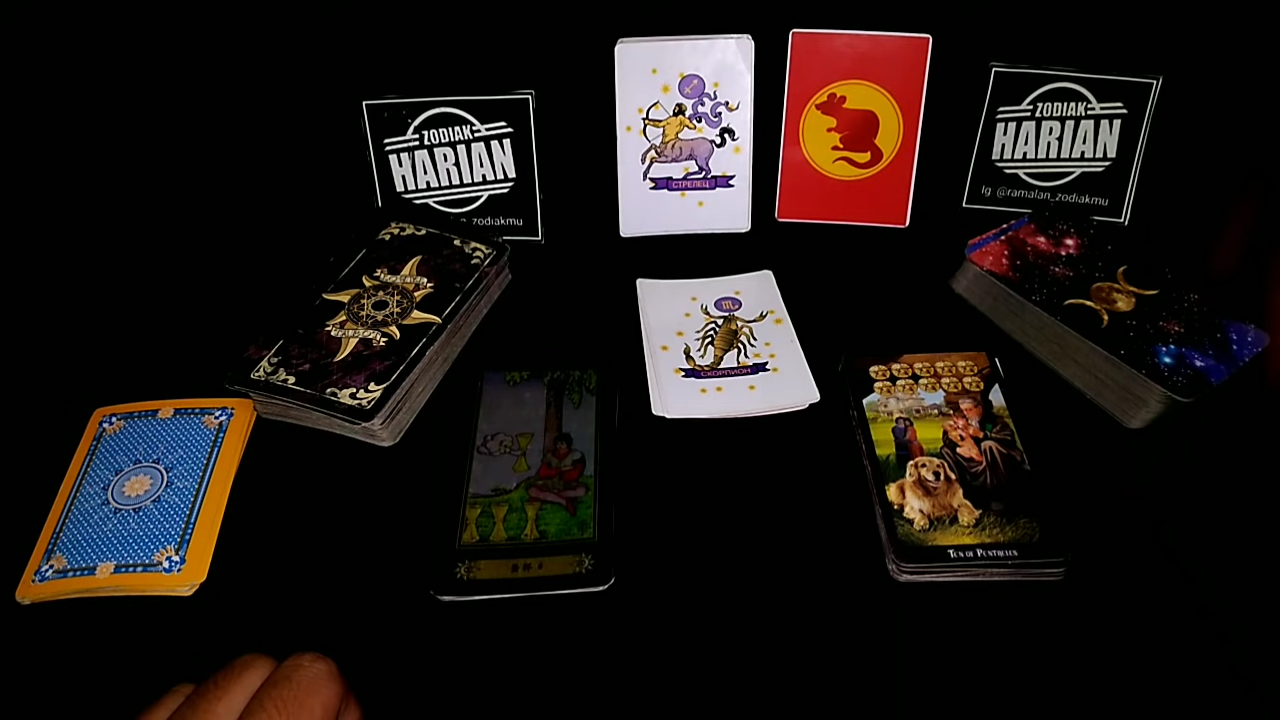 ZODIAK
HARIAN
zodiakmu
СТРЕЛЕЦ
ZODIAK
HARIAN
Ig. @ramalan_zodiakmu
СКОРПИОН
TEN OF PENTACLES